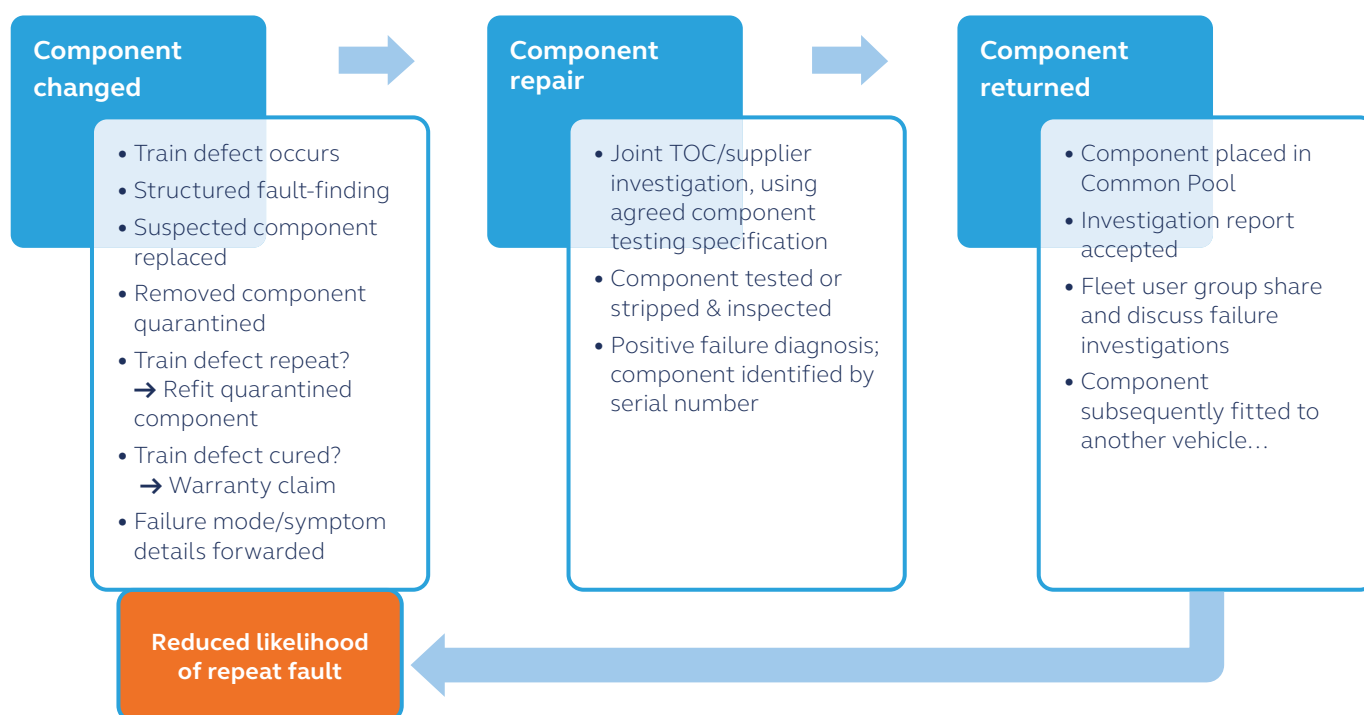 Component
changed
• Train defect occurs
• Structured fault-finding
• Suspected component
replaced
• Removed component
quarantined
• Train defect repeat?
→ Refit quarantined
component
• Train defect cured?
→ Warranty claim
• Failure mode/symptom
details forwarded
Component
repair
• Joint TOC/supplier
investigation, using
agreed component
testing specification
• Component tested or
stripped & inspected
• Positive failure diagnosis;
component identified by
serial number
Component
returned
• Component placed in
Common Pool
• Investigation report
accepted
• Fleet user group share
and discuss failure
investigations
• Component
subsequently fitted to
another vehicle…
Reduced likelihood
of repeat fault